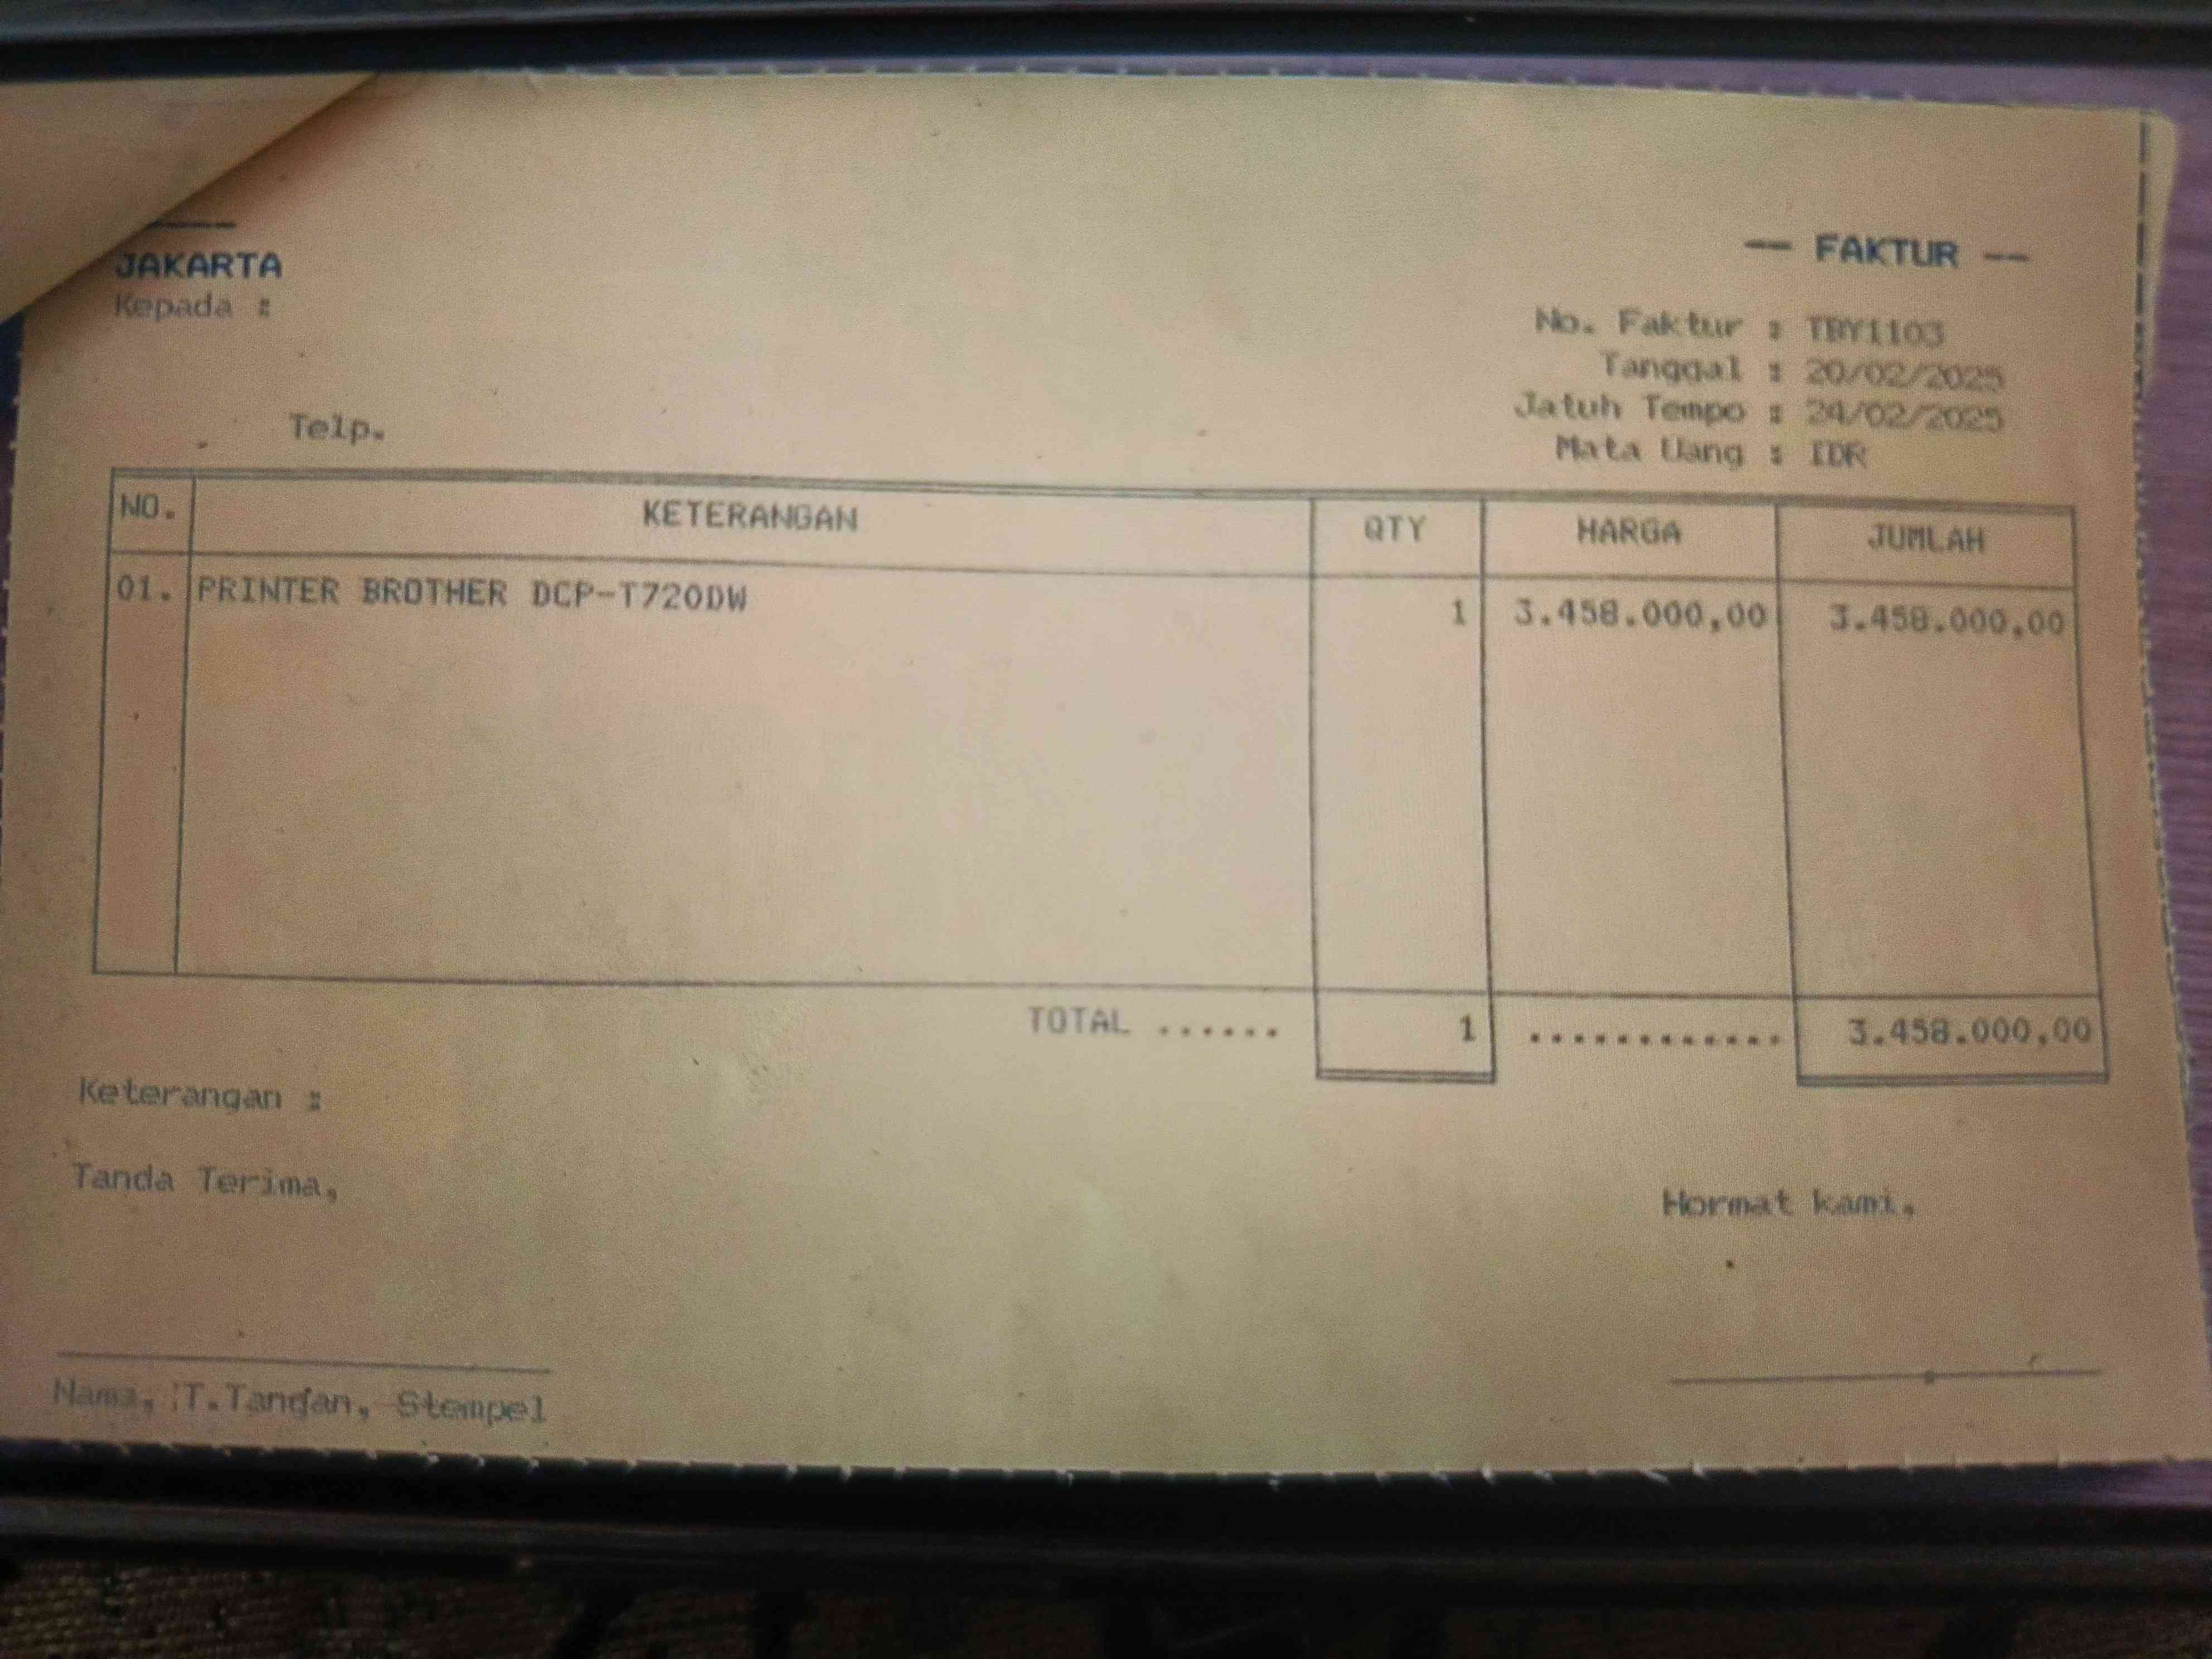 JAKARTA
Kepada :
Telp.
-- FAKTUR --
No. Faktur : TBY1103
Tanggal : 20/02/2025
Jatuh Tempo : 24/02/2025
Mata Uang : IDR
NO. KETERANGAN QTY HARGA JUMLAH
01. PRINTER BROTHER DCP-T720DW 1 3.458.000,00 3.458.000,00
TOTAL ...... 1 ............ 3.458.000,00
Keterangan :
Tanda Terima,
Hormat kami,
Nama, T.Tangan, Stempel